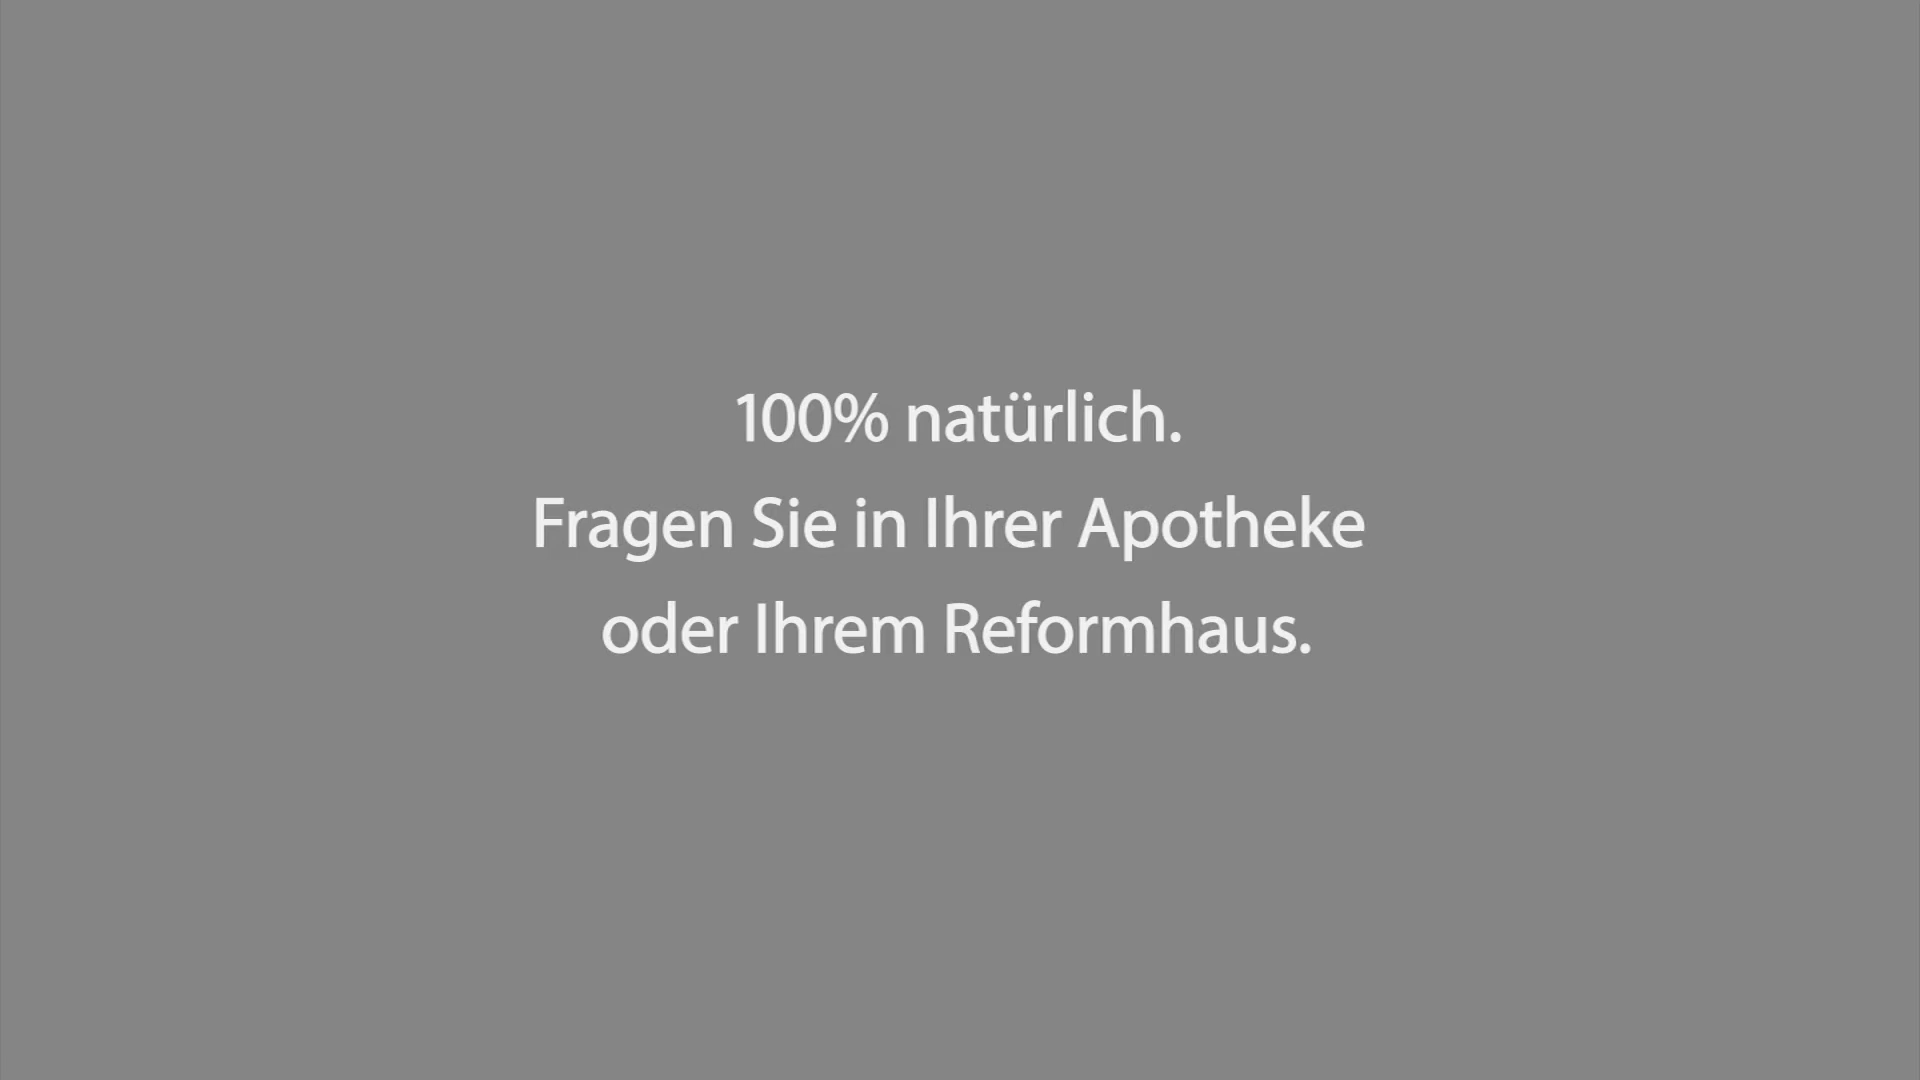 100% natürlich.
Fragen Sie in Ihrer Apotheke
oder Ihrem Reformhaus.